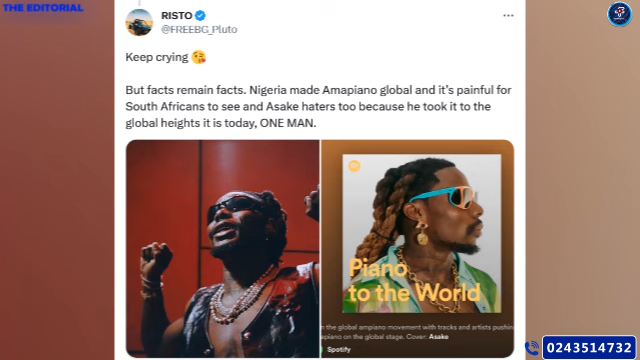 THE EDITORIAL
RISTO
@FREEBG_Pluto
Keep crying 😘
But facts remain facts. Nigeria made Amapiano global and it's painful for
South Africans to see and Asake haters too because he took it to the
global heights it is today, ONE MAN.
Piano
to the World
the global ampiano movement with tracks and artists pushin
apiano on the global stage. Cover: Asake
Spotify
0243514732